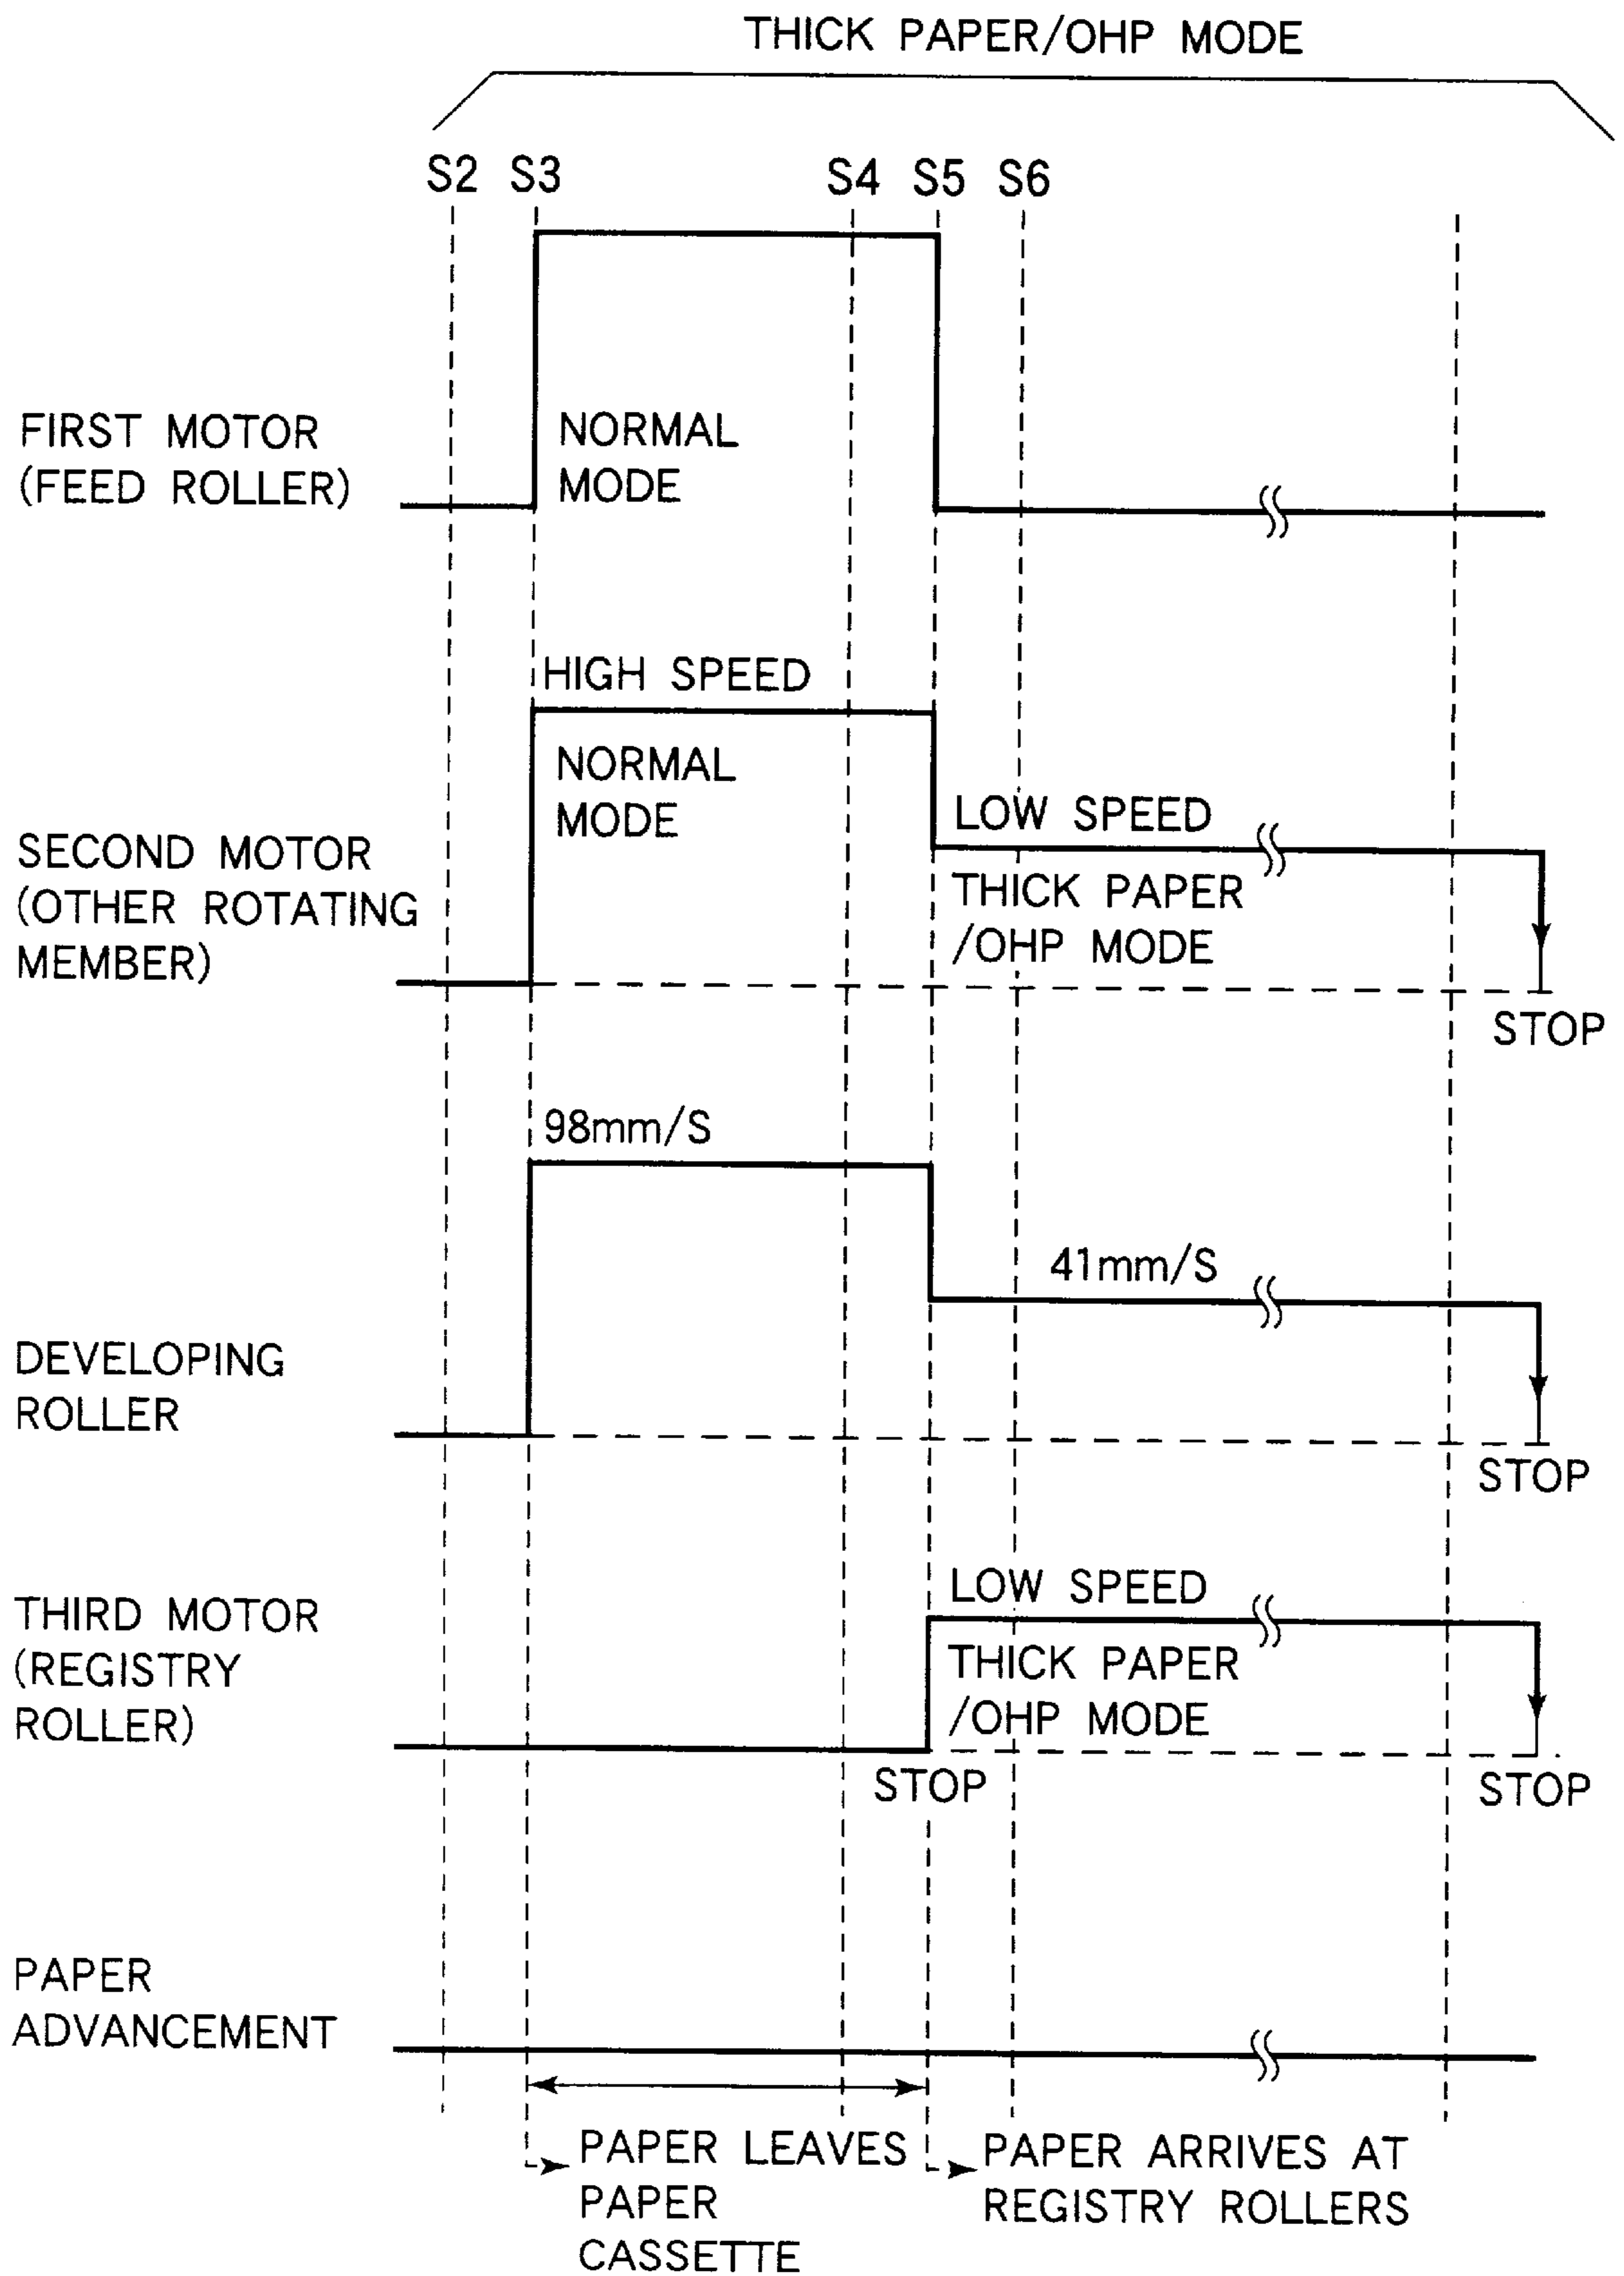 THICK PAPER/OHP MODE
S2 S3 S4 S5 S6
FIRST MOTOR
(FEED ROLLER)
NORMAL
MODE
HIGH SPEED
NORMAL
MODE
SECOND MOTOR
(OTHER ROTATING
MEMBER)
LOW SPEED
THICK PAPER
/OHP MODE
STOP
98mm/S
41mm/S
DEVELOPING
ROLLER
STOP
THIRD MOTOR
(REGISTRY
ROLLER)
LOW SPEED
THICK PAPER
/OHP MODE
STOP
STOP
PAPER
ADVANCEMENT
PAPER LEAVES
PAPER
CASSETTE
PAPER ARRIVES AT
REGISTRY ROLLERS